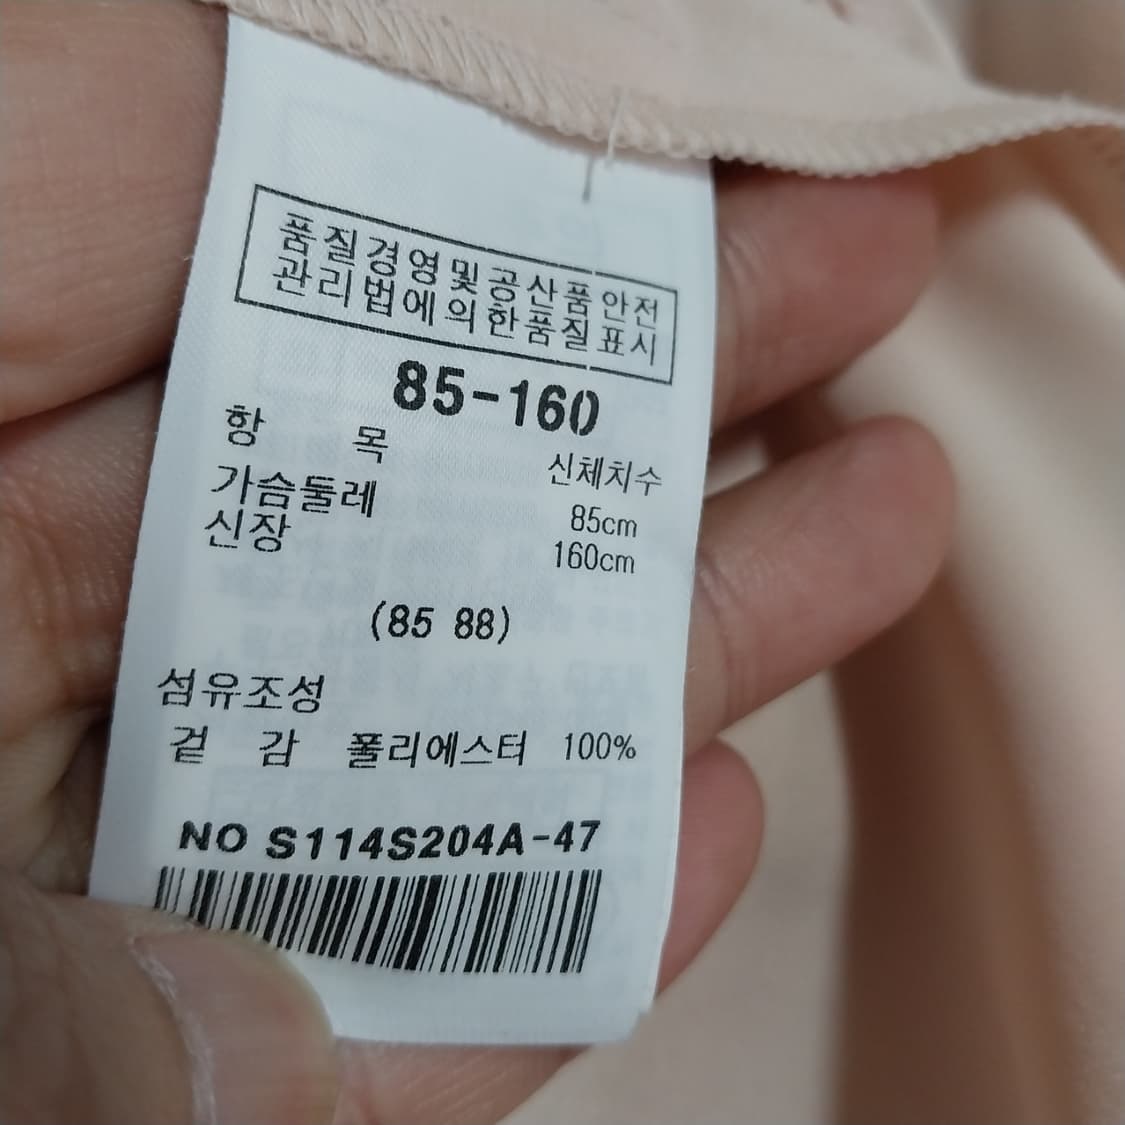 품질경영및공산품안전
관리법에의한품질표시
85-160
항 목 신체치수
가슴둘레 85cm
신장 160cm
(85 88)
섬유조성
겉 감 폴리에스터 100%
NO S114S204A-47